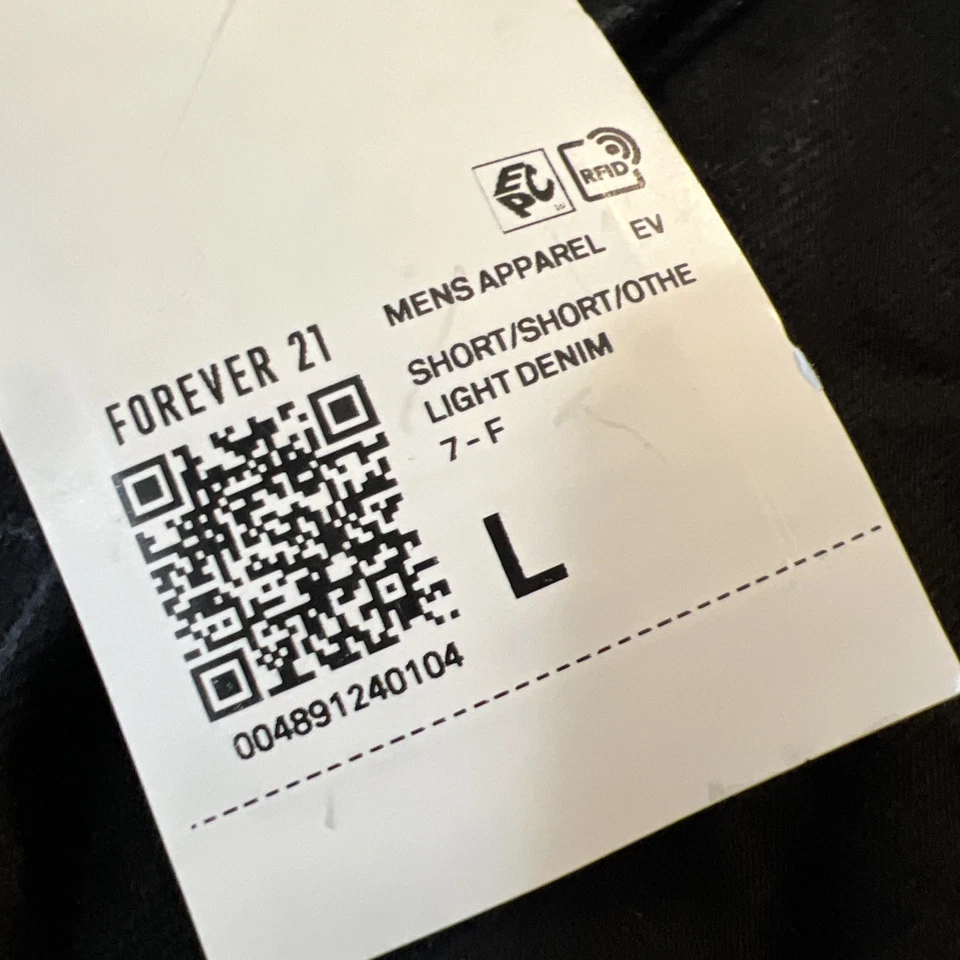 EPC
RFID
MENS APPAREL EV
SHORT/SHORT/OTHE
LIGHT DENIM
7-F
FOREVER 21
L
004891240104